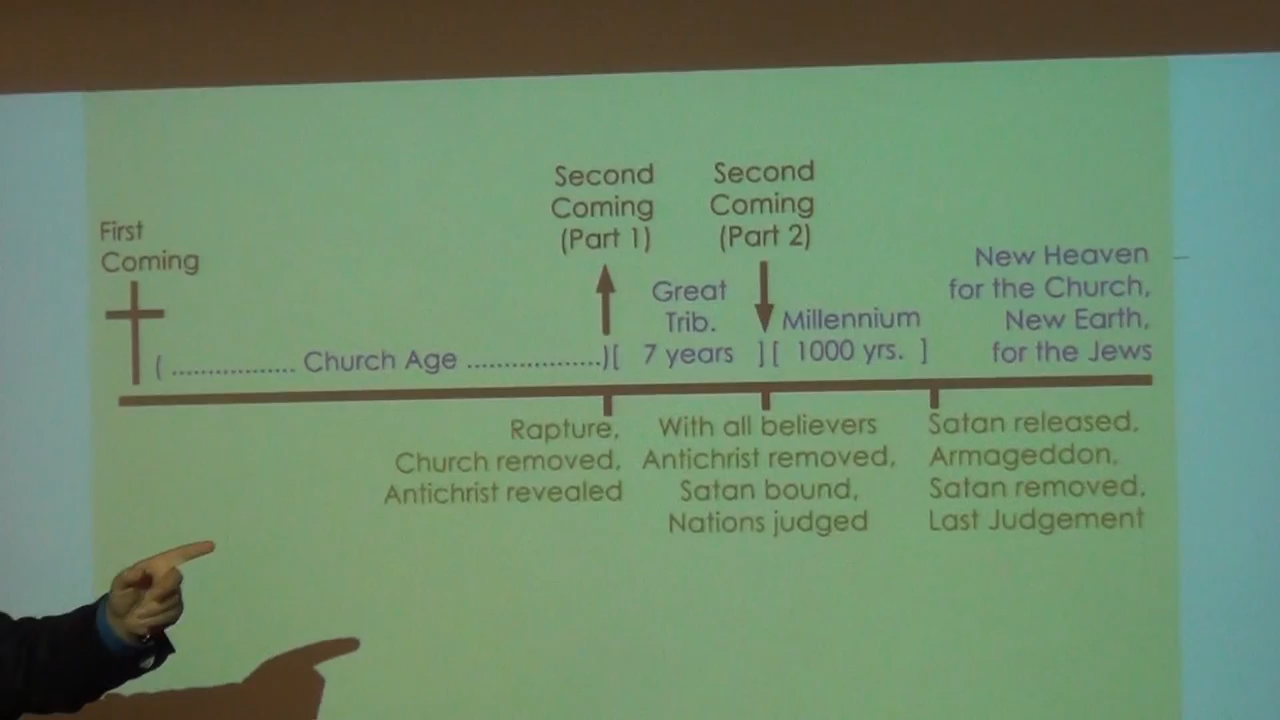 First
Coming
Second
Coming
(Part 1)
Second
Coming
(Part 2)
Great
Trib.
7 years
Millennium
1000 yrs.
New Heaven
for the Church,
New Earth,
for the Jews
( ................. Church Age ...................)[ ][ ]
Rapture,
Church removed,
Antichrist revealed
With all believers
Antichrist removed,
Satan bound,
Nations judged
Satan released,
Armageddon,
Satan removed,
Last Judgement